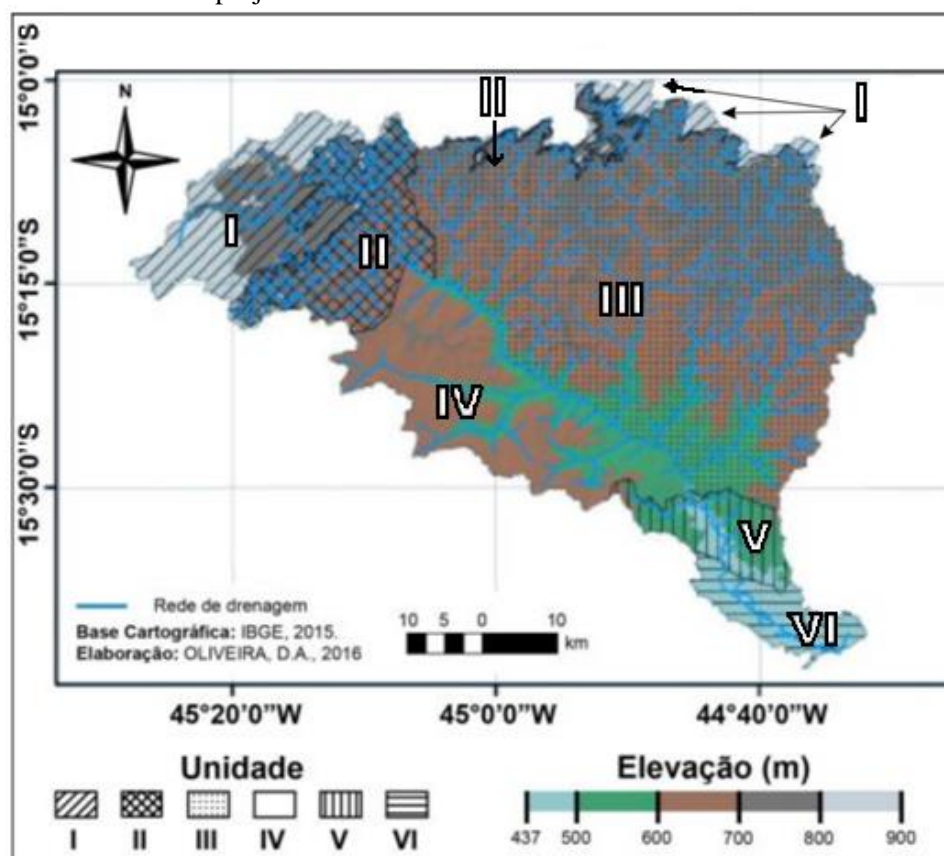 15°0'0"S
15°15'0"S
15°30'0"S
N
I
II
I
II
III
IV
V
VI
Rede de drenagem
Base Cartográfica: IBGE, 2015.
Elaboração: OLIVEIRA, D.A., 2016
10 5 0 10
km
45°20'0"W 45°0'0"W 44°40'0"W
Unidade
I II III IV V VI
Elevação (m)
437 500 600 700 800 900